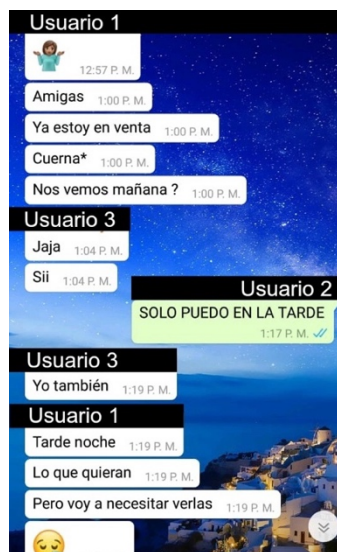 Usuario 1
12:57 P. M.
Amigas 1:00 P. M.
Ya estoy en venta 1:00 P. M.
Cuerna* 1:00 P. M.
Nos vemos mañana ? 1:00 P. M.
Usuario 3
Jaja 1:04 P. M.
Sii 1:04 P. M.
Usuario 2
SOLO PUEDO EN LA TARDE
1:17 P. M.
Usuario 3
Yo también 1:19 P. M.
Usuario 1
Tarde noche 1:19 P. M.
Lo que quieran 1:19 P. M.
Pero voy a necesitar verlas 1:19 P. M.